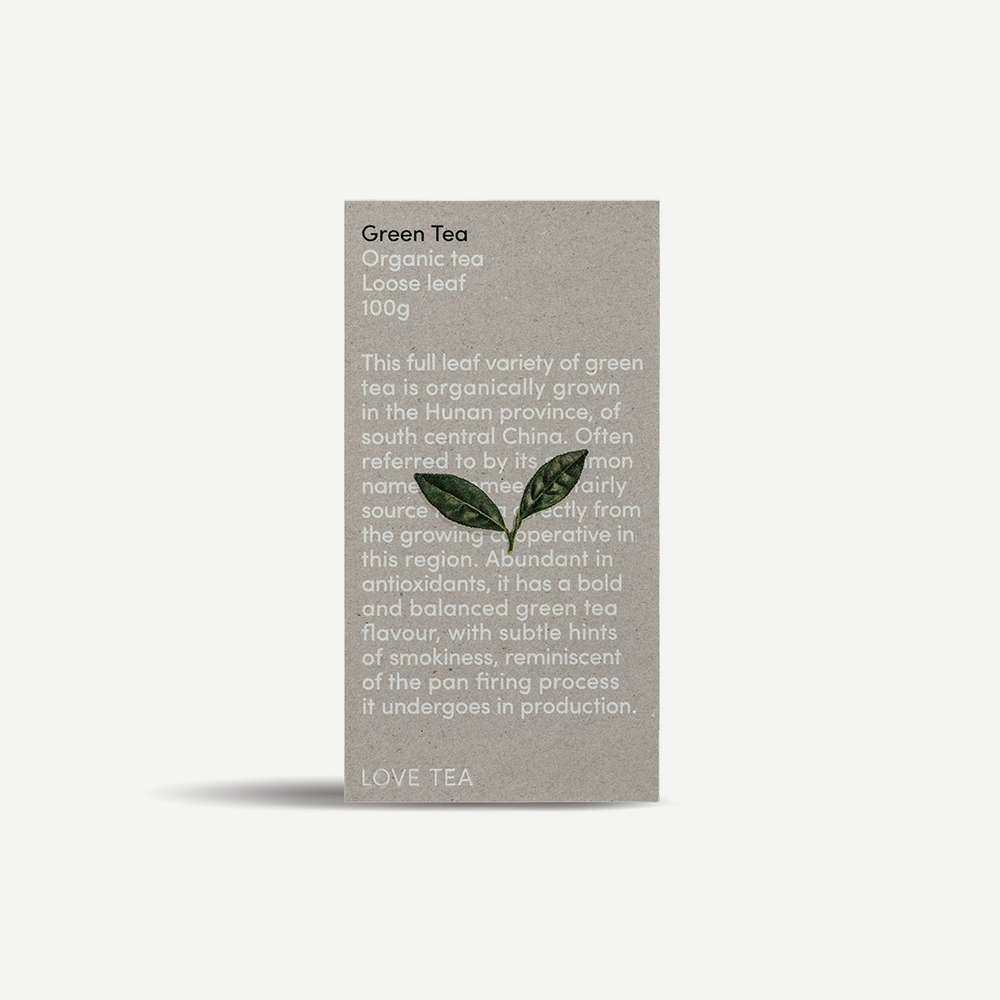 Green Tea
Organic tea
Loose leaf
100g
This full leaf variety of green
tea is organically grown
in the Hunan province, of
south central China. Often
referred to by its
name fairly
source from
the growing cooperative in
this region. Abundant in
antioxidants, it has a bold
and balanced green tea
flavour, with subtle hints
of smokiness, reminiscent
of the pan firing process
it undergoes in production.
LOVE TEA